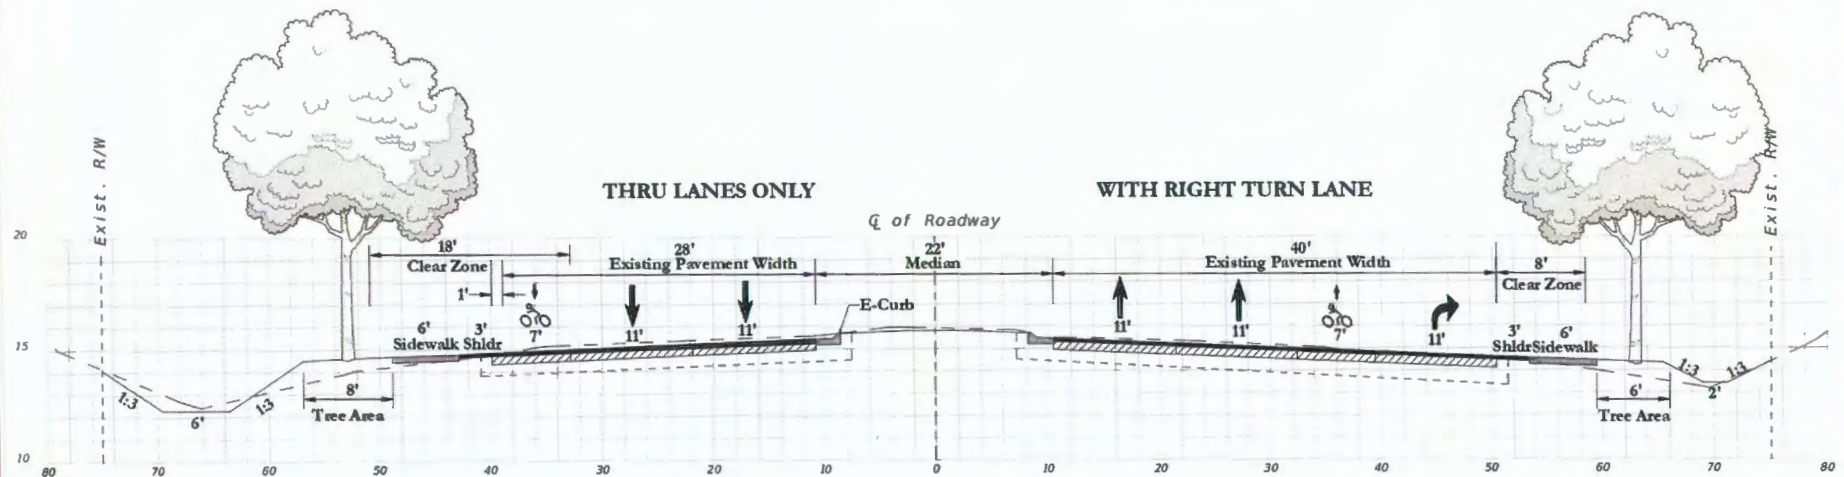 THRU LANES ONLY
WITH RIGHT TURN LANE
Exist. R/W
Exist. R/W
℄ of Roadway
20
18'
28'
22'
40'
8'
Clear Zone
Existing Pavement Width
Median
Existing Pavement Width
Clear Zone
1'
E-Curb
6'
3'
7'
11'
11'
11'
11'
7'
11'
3'
6'
Sidewalk Shldr
Shldr Sidewalk
15
1:3
6'
1:3
8'
Tree Area
6'
Tree Area
1:3
1:3
2'
10
80 70 60 50 40 30 20 10 0 10 20 30 40 50 60 70 80